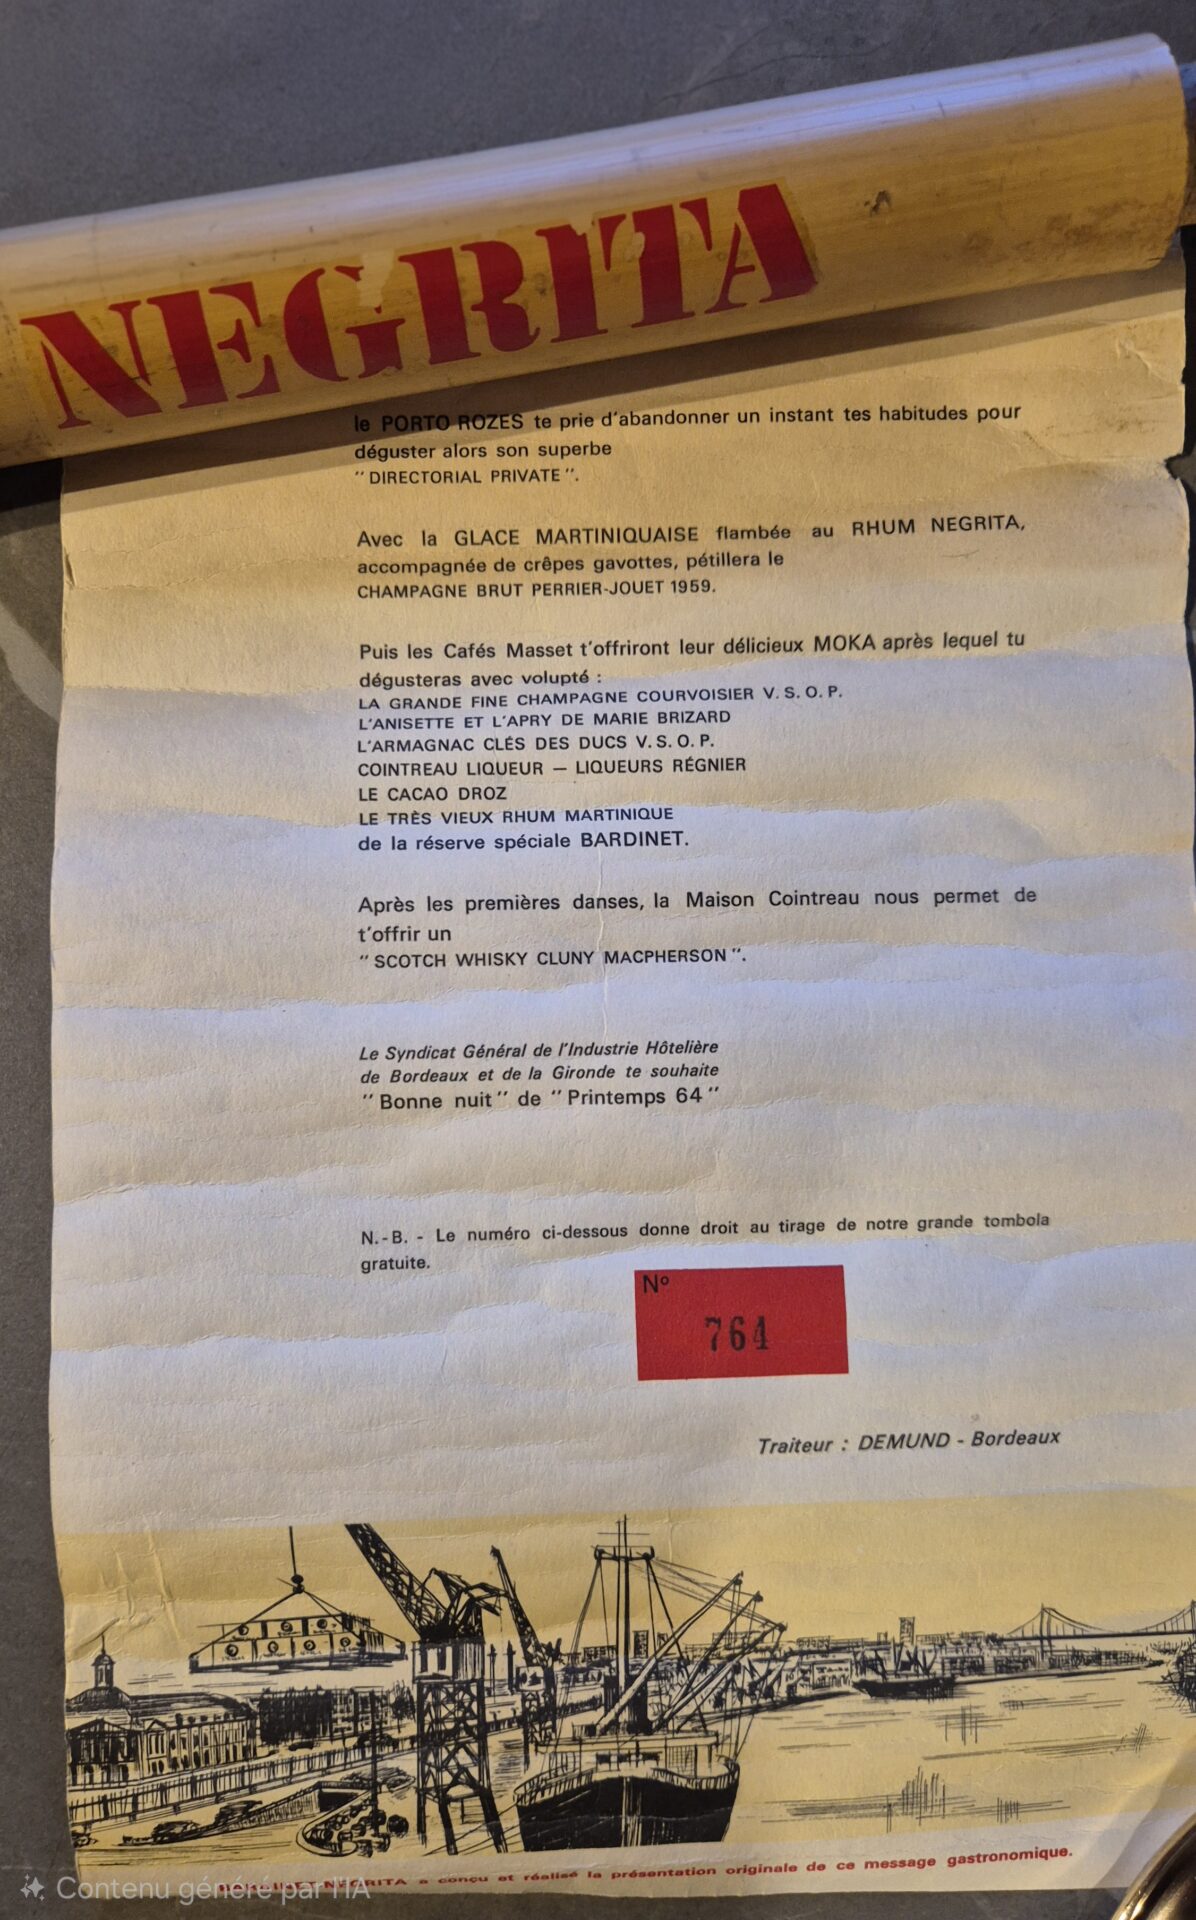 NEGRITA
le PORTO ROZES te prie d'abandonner un instant tes habitudes pour
déguster alors son superbe
"DIRECTORIAL PRIVATE".
Avec la GLACE MARTINIQUAISE flambée au RHUM NEGRITA,
accompagnée de crêpes gavottes, pétillera le
CHAMPAGNE BRUT PERRIER-JOUET 1959.
Puis les Cafés Masset t'offriront leur délicieux MOKA après lequel tu
dégusteras avec volupté :
LA GRANDE FINE CHAMPAGNE COURVOISIER V. S. O. P.
L'ANISETTE ET L'APRY DE MARIE BRIZARD
L'ARMAGNAC CLÉS DES DUCS V. S. O. P.
COINTREAU LIQUEUR — LIQUEURS RÉGNIER
LE CACAO DROZ
LE TRÈS VIEUX RHUM MARTINIQUE
de la réserve spéciale BARDINET.
Après les premières danses, la Maison Cointreau nous permet de
t'offrir un
"SCOTCH WHISKY CLUNY MACPHERSON".
Le Syndicat Général de l'Industrie Hôtelière
de Bordeaux et de la Gironde te souhaite
"Bonne nuit" de "Printemps 64"
N.-B. - Le numéro ci-dessous donne droit au tirage de notre grande tombola
gratuite.
Nº
764
Traiteur : DEMUND - Bordeaux
NEGRITA a conçu et réalisé la présentation originale de ce message gastronomique.
Contenu généré par l'IA